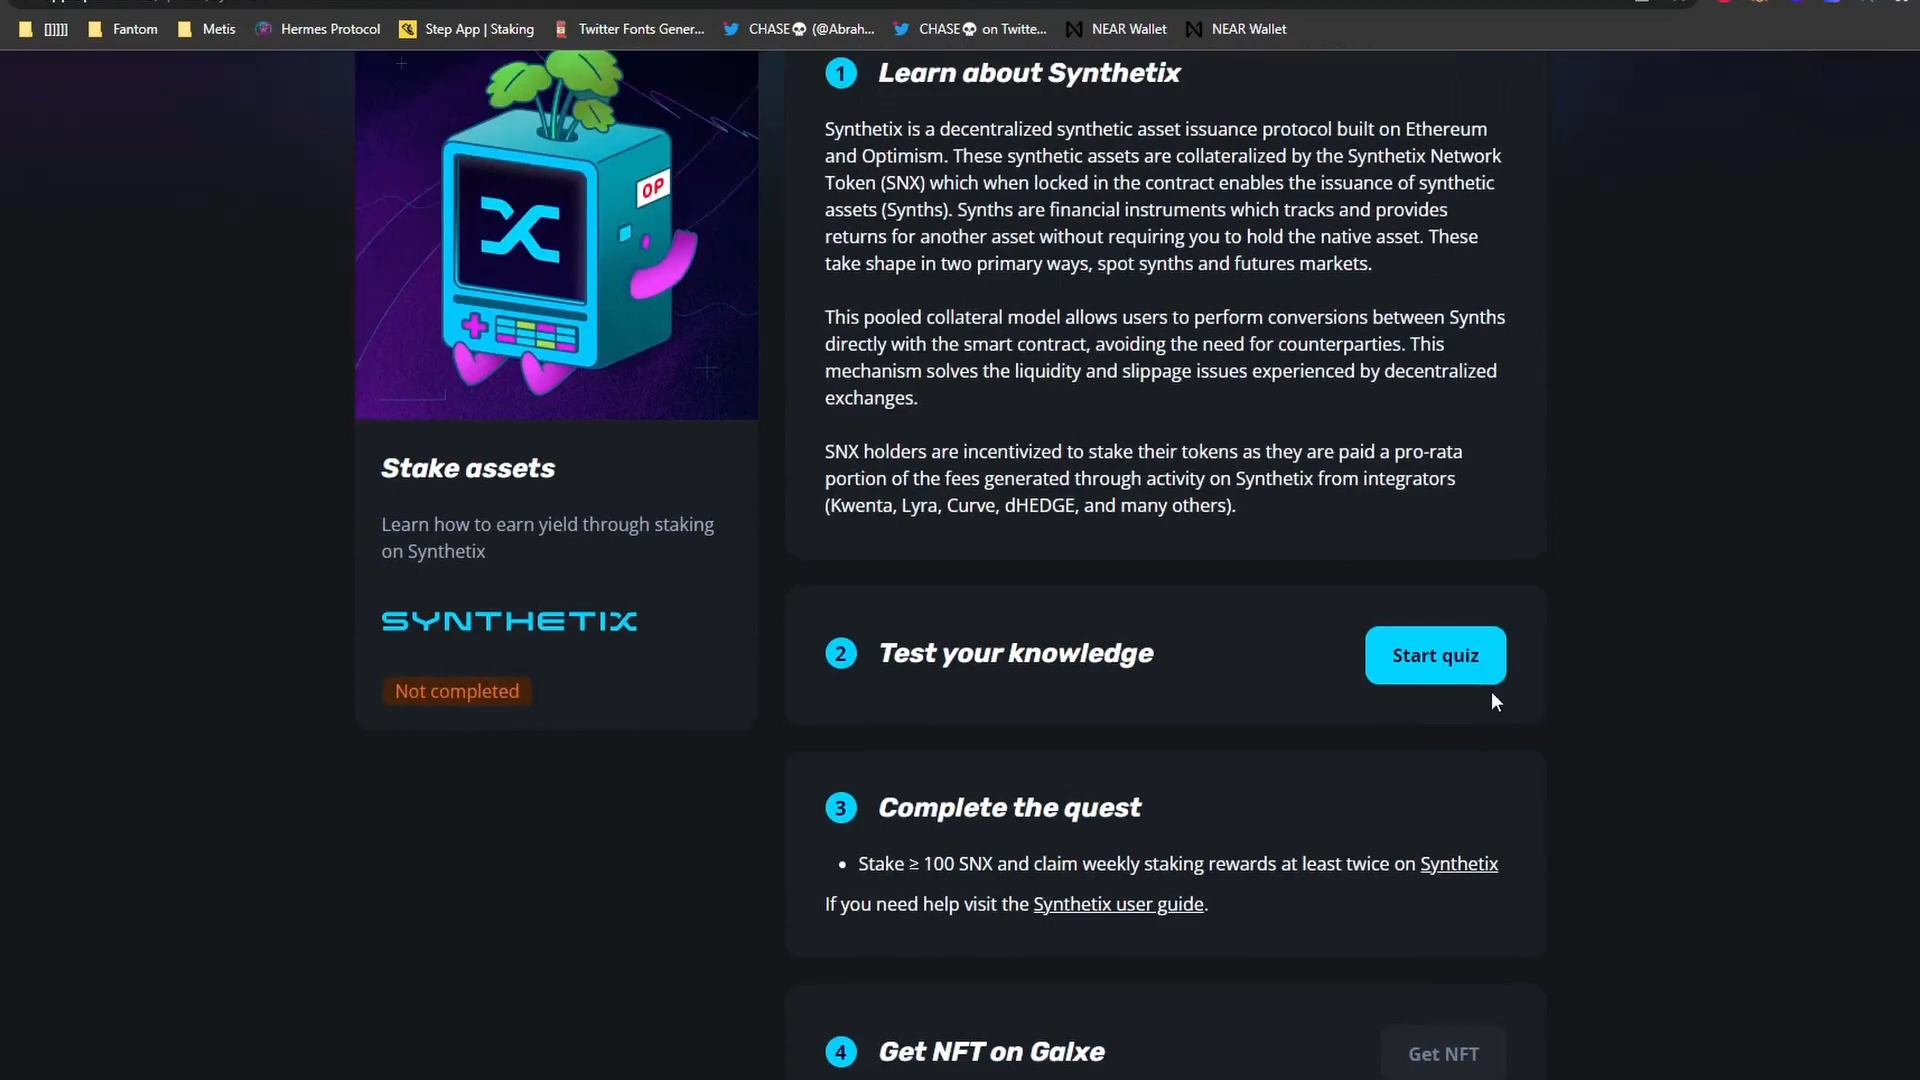 Fantom
Metis
Hermes Protocol
Step App | Staking
Twitter Fonts Gener...
CHASE💀 (@Abrah...
CHASE💀 on Twitte...
NEAR Wallet
NEAR Wallet
OP
Stake assets
Learn how to earn yield through staking
on Synthetix
SYNTHETIX
Not completed
1 Learn about Synthetix
Synthetix is a decentralized synthetic asset issuance protocol built on Ethereum
and Optimism. These synthetic assets are collateralized by the Synthetix Network
Token (SNX) which when locked in the contract enables the issuance of synthetic
assets (Synths). Synths are financial instruments which tracks and provides
returns for another asset without requiring you to hold the native asset. These
take shape in two primary ways, spot synths and futures markets.
This pooled collateral model allows users to perform conversions between Synths
directly with the smart contract, avoiding the need for counterparties. This
mechanism solves the liquidity and slippage issues experienced by decentralized
exchanges.
SNX holders are incentivized to stake their tokens as they are paid a pro-rata
portion of the fees generated through activity on Synthetix from integrators
(Kwenta, Lyra, Curve, dHEDGE, and many others).
2 Test your knowledge
Start quiz
3 Complete the quest
• Stake ≥ 100 SNX and claim weekly staking rewards at least twice on Synthetix
If you need help visit the Synthetix user guide.
4 Get NFT on Galxe
Get NFT